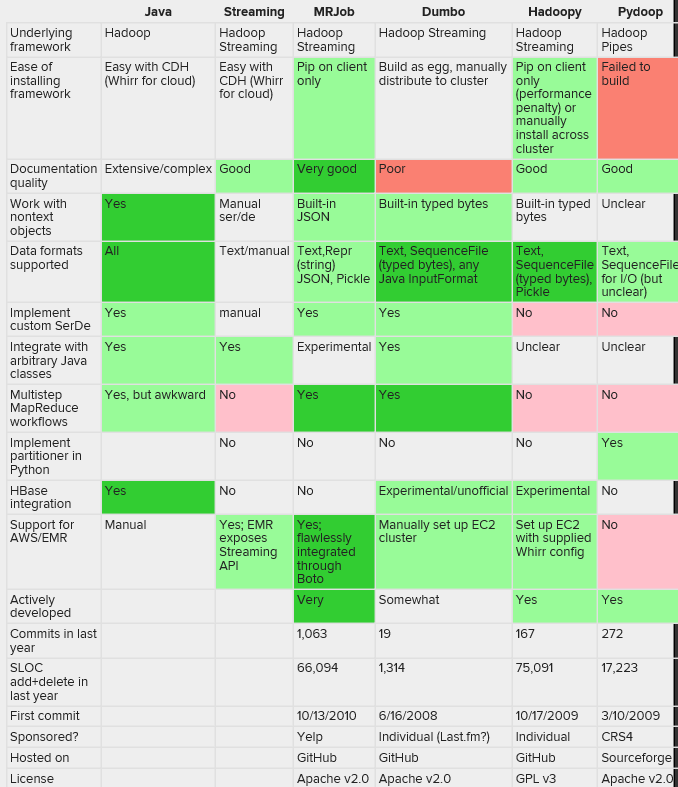 Java Streaming MRJob Dumbo Hadoopy Pydoop
Underlying framework Hadoop Hadoop Streaming Hadoop Streaming Hadoop Streaming Hadoop Streaming Hadoop Pipes
Ease of installing framework Easy with CDH (Whirr for cloud) Easy with CDH (Whirr for cloud) Pip on client only Build as egg, manually distribute to cluster Pip on client only (performance penalty) or manually install across cluster Failed to build
Documentation quality Extensive/complex Good Very good Poor Good Good
Work with nontext objects Yes Manual ser/de Built-in JSON Built-in typed bytes Built-in typed bytes Unclear
Data formats supported All Text/manual Text,Repr (string) JSON, Pickle Text, SequenceFile (typed bytes), any Java InputFormat Text, SequenceFile (typed bytes), Pickle Text, SequenceFile for I/O (but unclear)
Implement custom SerDe Yes manual Yes Yes No No
Integrate with arbitrary Java classes Yes Yes Experimental Yes Unclear Unclear
Multistep MapReduce workflows Yes, but awkward No Yes Yes No No
Implement partitioner in Python No No No No Yes
HBase integration Yes No No Experimental/unofficial Experimental No
Support for AWS/EMR Manual Yes; EMR exposes Streaming API Yes; flawlessly integrated through Boto Manually set up EC2 cluster Set up EC2 with supplied Whirr config No
Actively developed Very Somewhat Yes Yes
Commits in last year 1,063 19 167 272
SLOC add+delete in last year 66,094 1,314 75,091 17,223
First commit 10/13/2010 6/16/2008 10/17/2009 3/10/2009
Sponsored? Yelp Individual (Last.fm?) Individual CRS4
Hosted on GitHub GitHub GitHub Sourceforge
License Apache v2.0 Apache v2.0 GPL v3 Apache v2.0